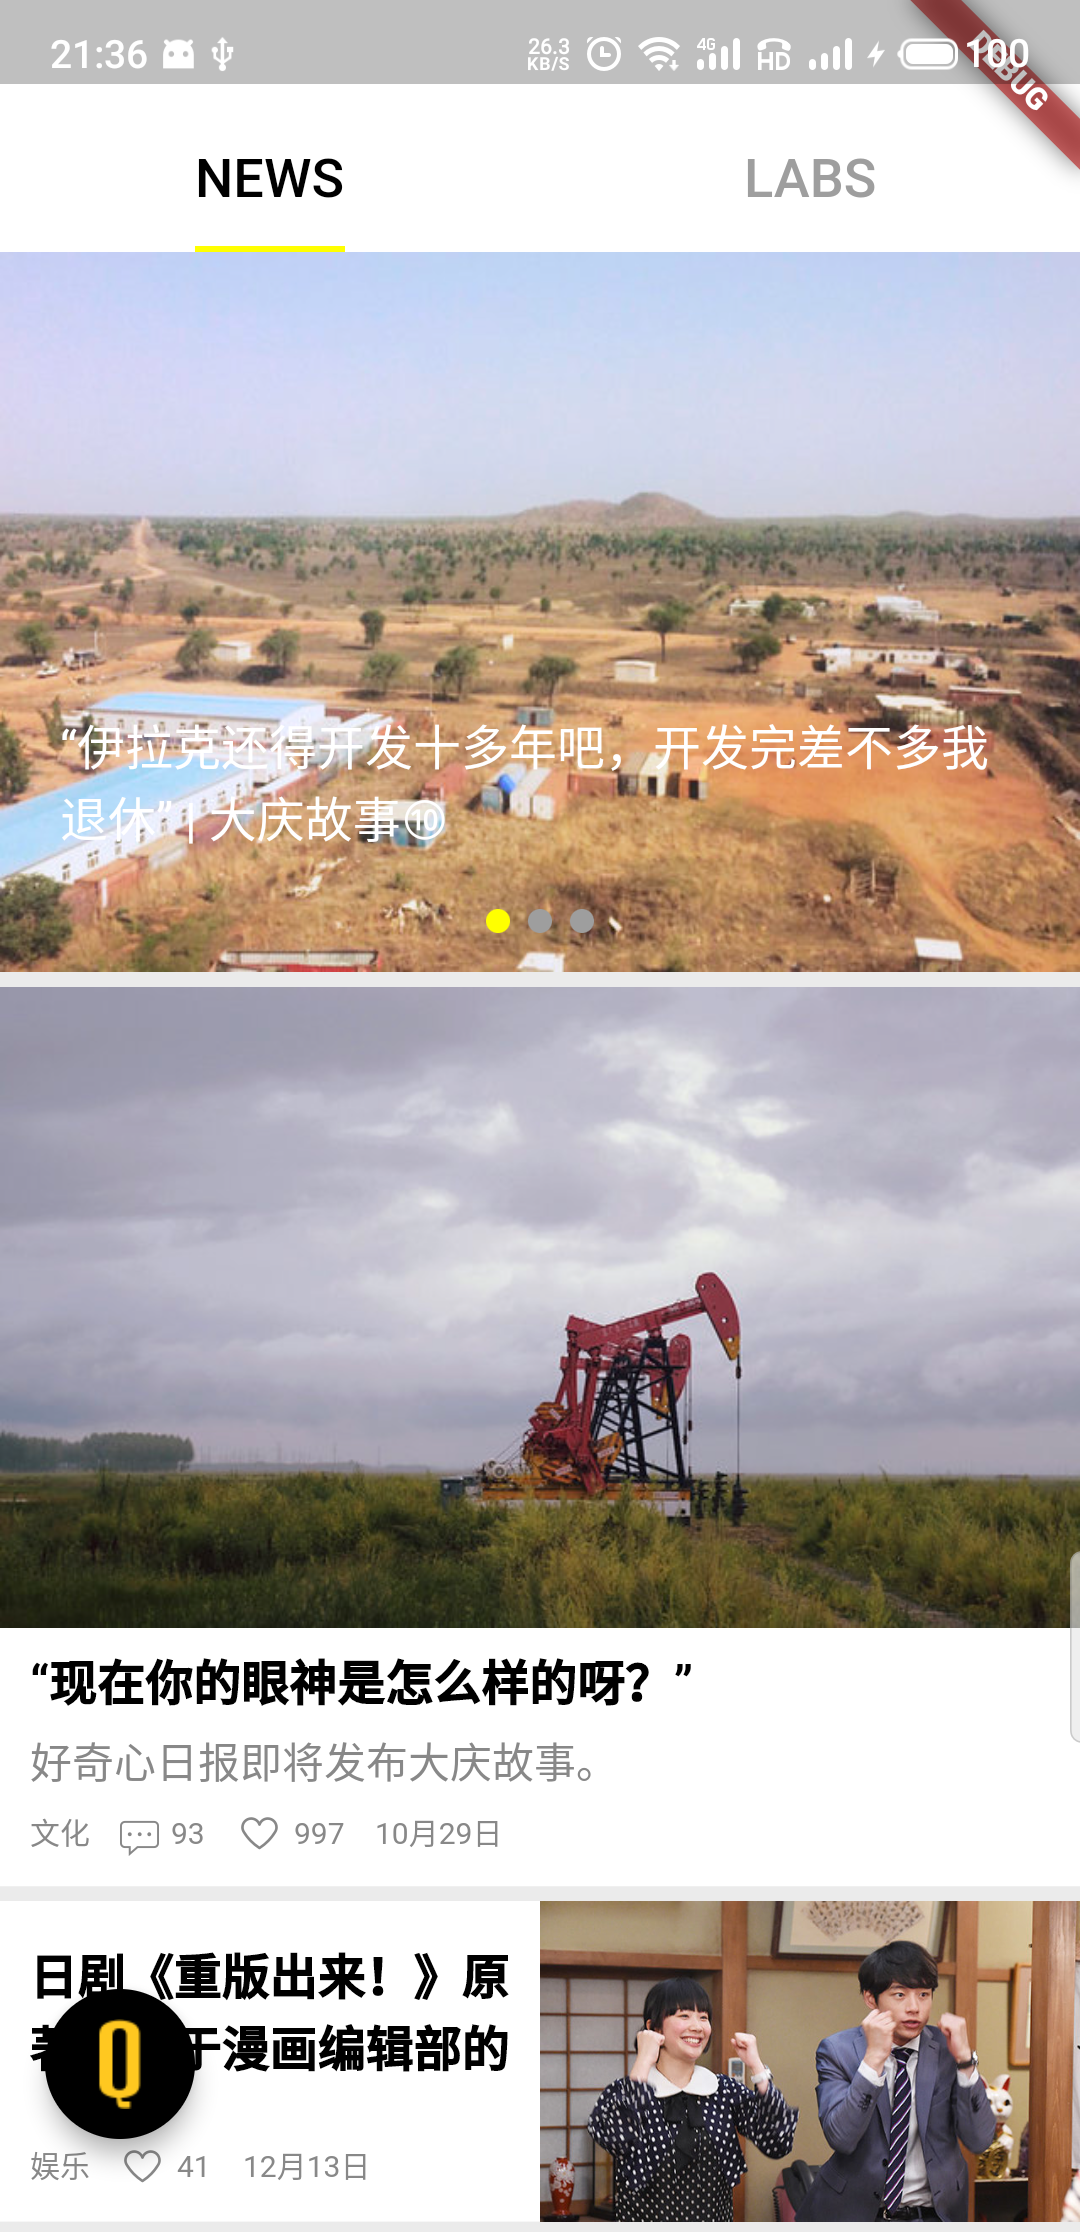 21:36
26.3
KB/S
4G
HD
100
DEBUG
NEWS
LABS
“伊拉克还得开发十多年吧，开发完差不多我
退休” | 大庆故事⑩
“现在你的眼神是怎么样的呀？”
好奇心日报即将发布大庆故事。
文化 93 997 10月29日
日剧《重版出来！》原
于漫画编辑部的
Q
娱乐 41 12月13日